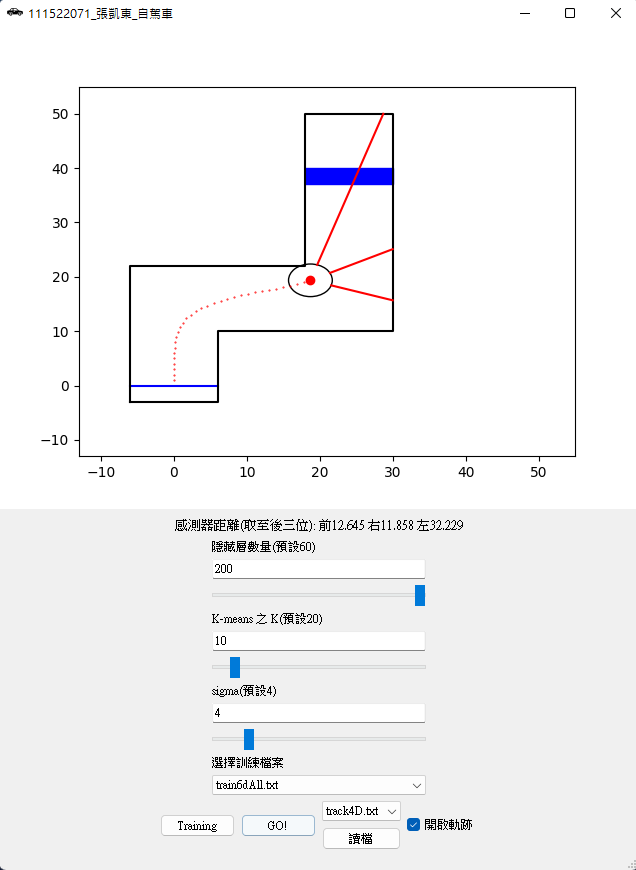 111522071_張凱東_自駕車
50
40
30
20
10
0
−10
−10 0 10 20 30 40 50
感測器距離(取至後三位): 前12.645 右11.858 左32.229
隱藏層數量(預設60)
200
K-means 之 K(預設20)
10
sigma(預設4)
4
選擇訓練檔案
train6dAll.txt
Training GO! track4D.txt 開啟軌跡
讀檔